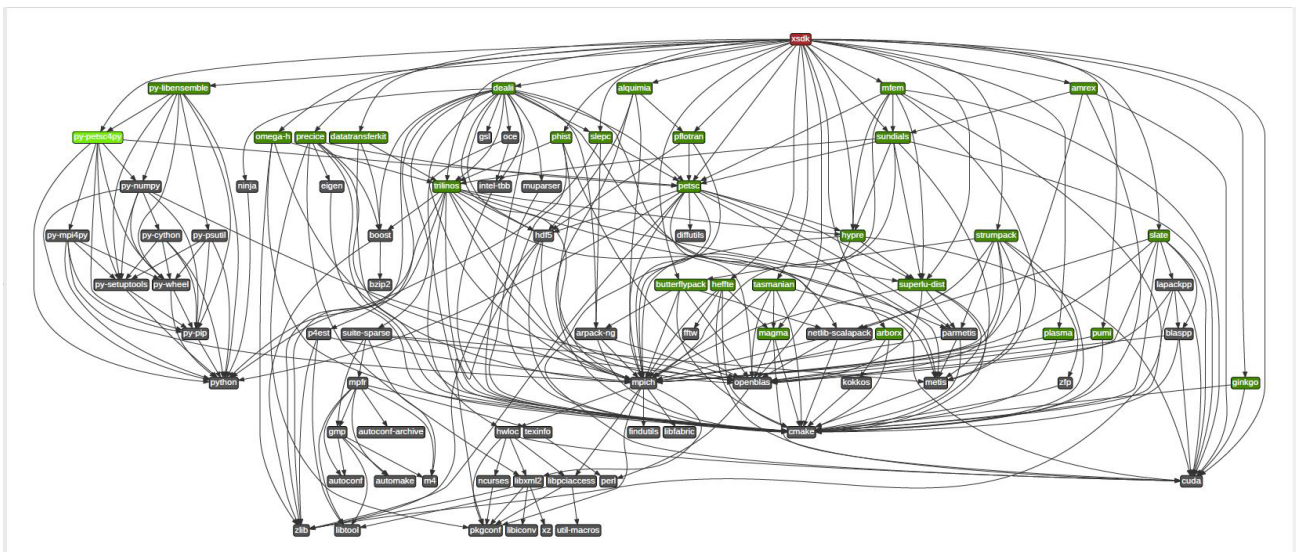 xsdk
py-libensemble dealii alquimia mfem amrex
py-petsc4py omega-h precice datatransferkit gsl oce phist slepc pflotran sundials
py-numpy ninja eigen trilinos intel-tbb muparser petsc
py-mpi4py py-cython py-psutil boost hdf5 diffutils hypre strumpack slate
py-setuptools py-wheel bzip2 butterflypack heffte tasmanian superlu-dist lapackpp
py-pip p4est suite-sparse arpack-ng fftw magma netlib-scalapack arborx parmetis plasma pumi blaspp
python mpfr mpich openblas kokkos metis zfp ginkgo
gmp autoconf-archive hwloc texinfo findutils libfabric cmake
autoconf automake m4 ncurses libxml2 libpciaccess perl cuda
zlib libtool pkgconf libiconv xz util-macros